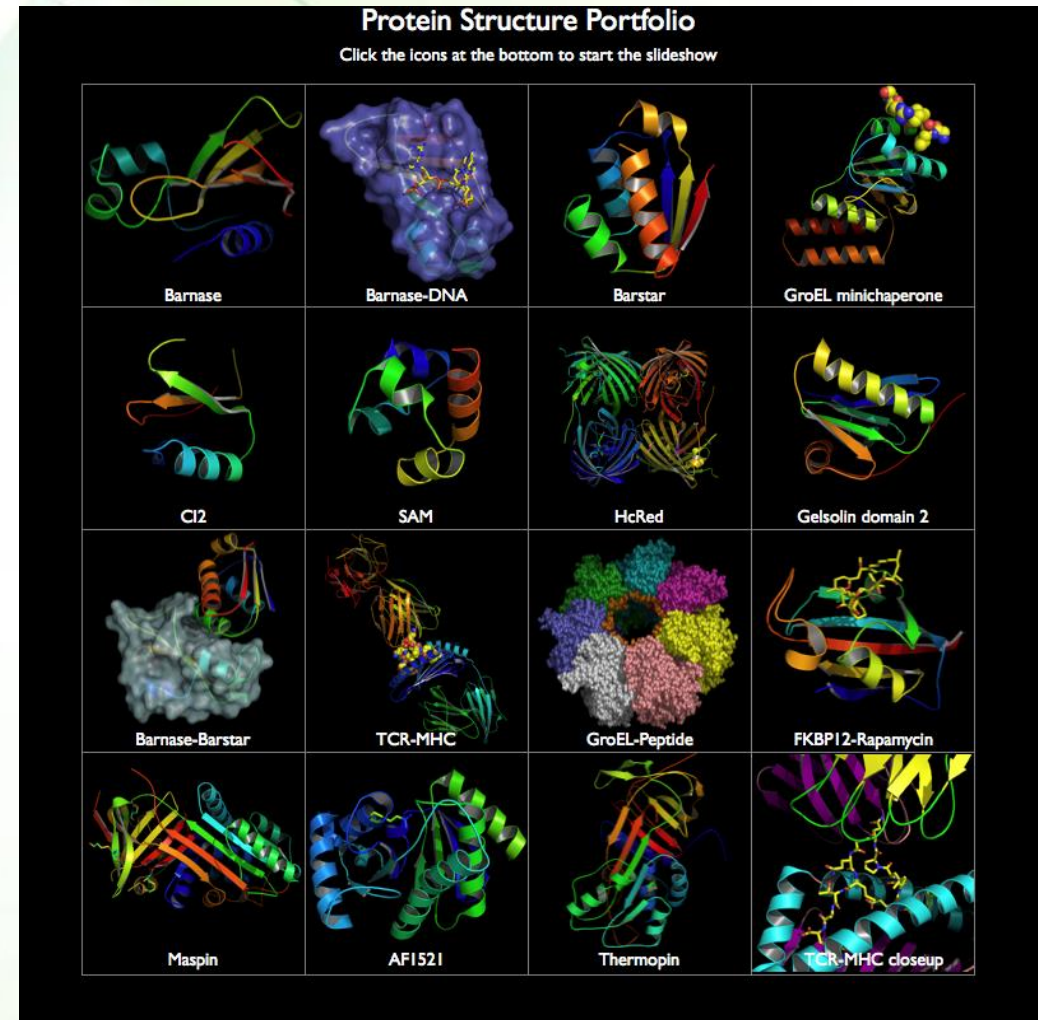 Protein Structure Portfolio
Click the icons at the bottom to start the slideshow
Barnase
Barnase-DNA
Barstar
GroEL minichaperone
CI2
SAM
HcRed
Gelsolin domain 2
Barnase-Barstar
TCR-MHC
GroEL-Peptide
FKBP12-Rapamycin
Maspin
AF1521
Thermopin
TCR-MHC closeup